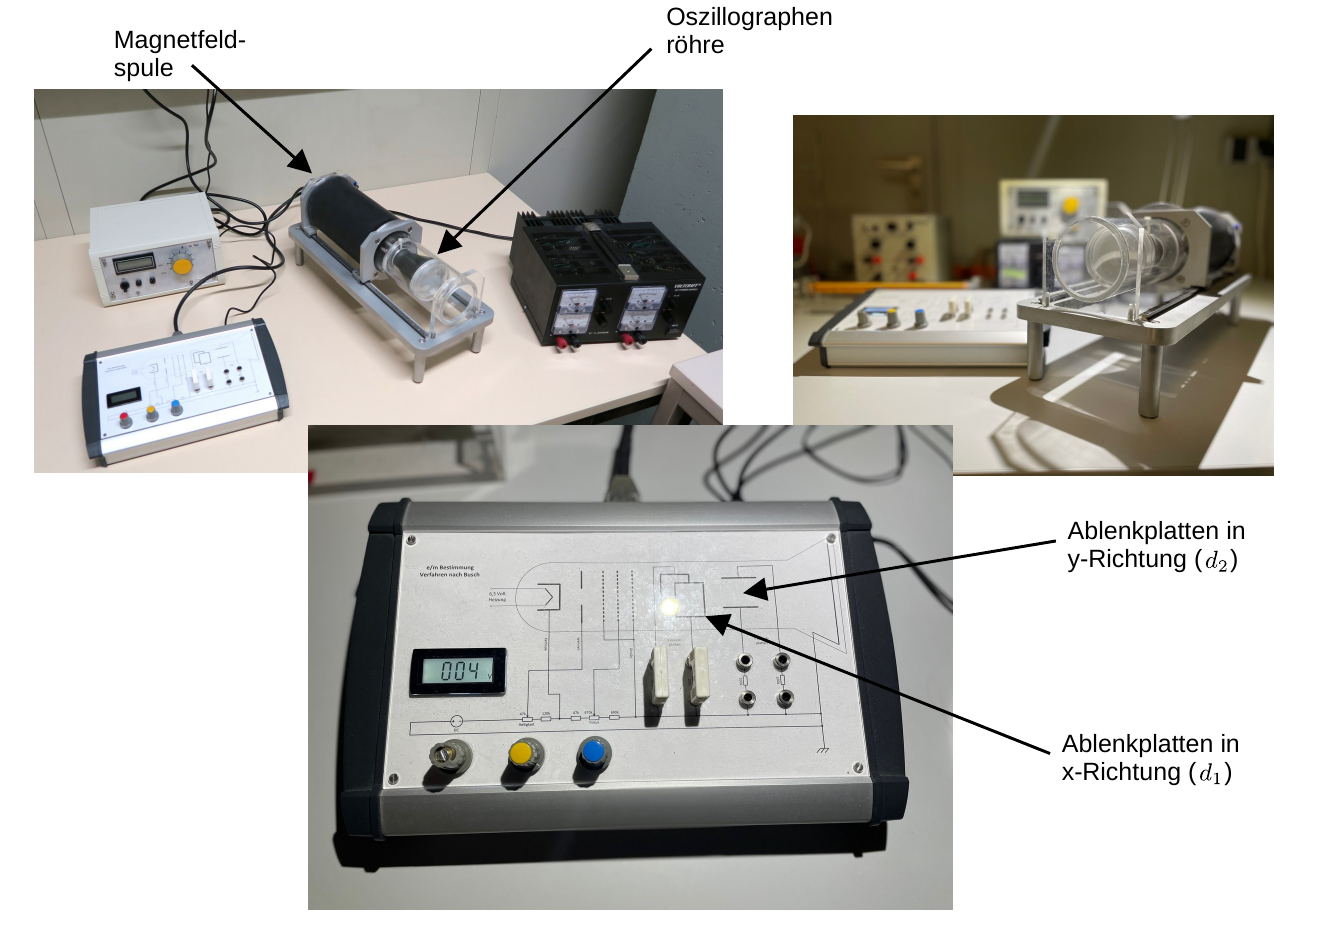 Oszillographen
röhre
Magnetfeld-
spule
VOLTCRAFT
Ablenkplatten in
y-Richtung (d₂)
e/m Bestimmung
Verfahren nach Busch
6,3 Volt
Heizung
004 V
Ablenkplatten in
x-Richtung (d₁)